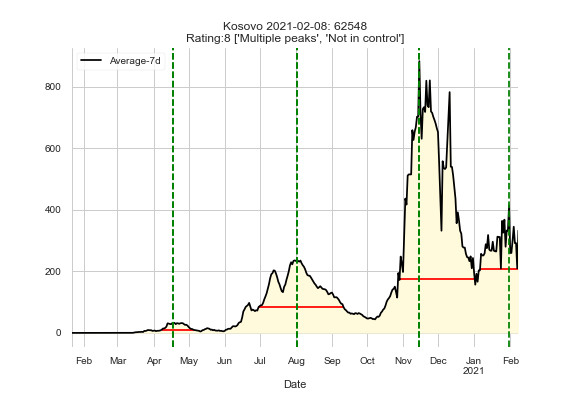 Kosovo 2021-02-08: 62548
Rating:8 ['Multiple peaks', 'Not in control']
Average-7d
800
600
400
200
0
Feb Mar Apr May Jun Jul Aug Sep Oct Nov Dec Jan Feb
2021
Date